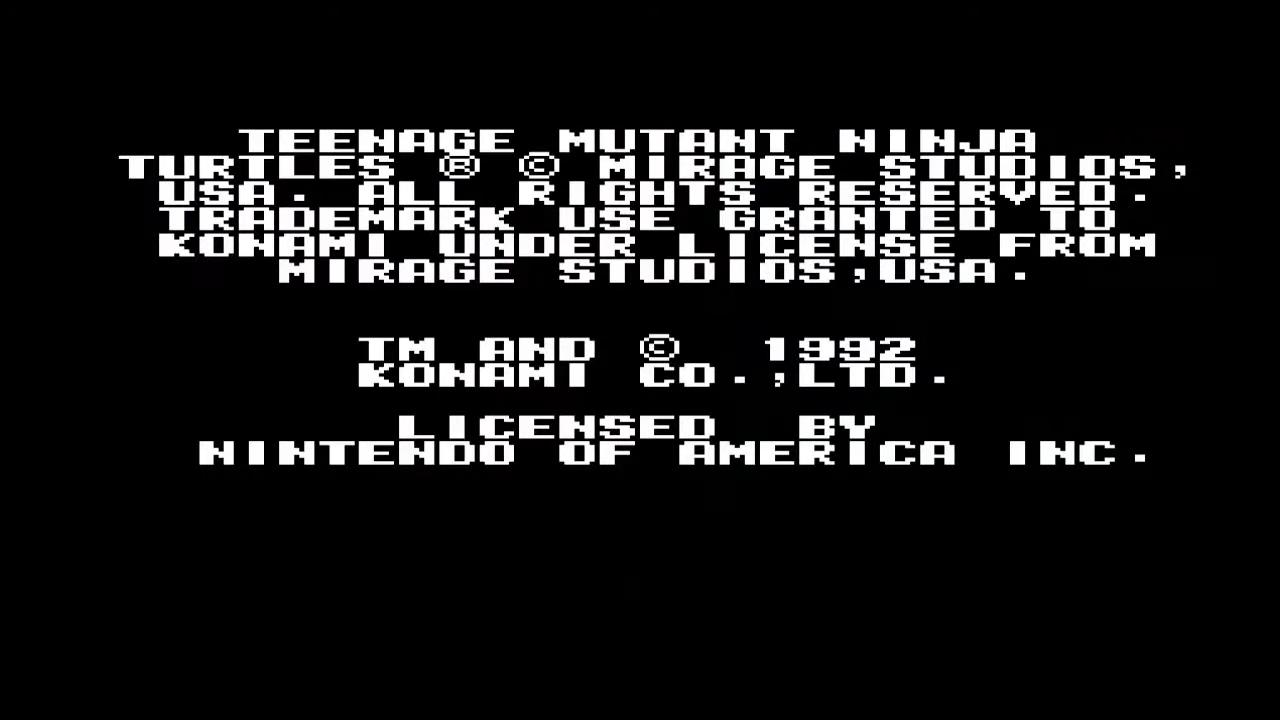 TEENAGE MUTANT NINJA
TURTLES ® © MIRAGE STUDIOS,
USA. ALL RIGHTS RESERVED.
TRADEMARK USE GRANTED TO
KONAMI UNDER LICENSE FROM
MIRAGE STUDIOS,USA.
TM AND © 1992
KONAMI CO.,LTD.
LICENSED BY
NINTENDO OF AMERICA INC.